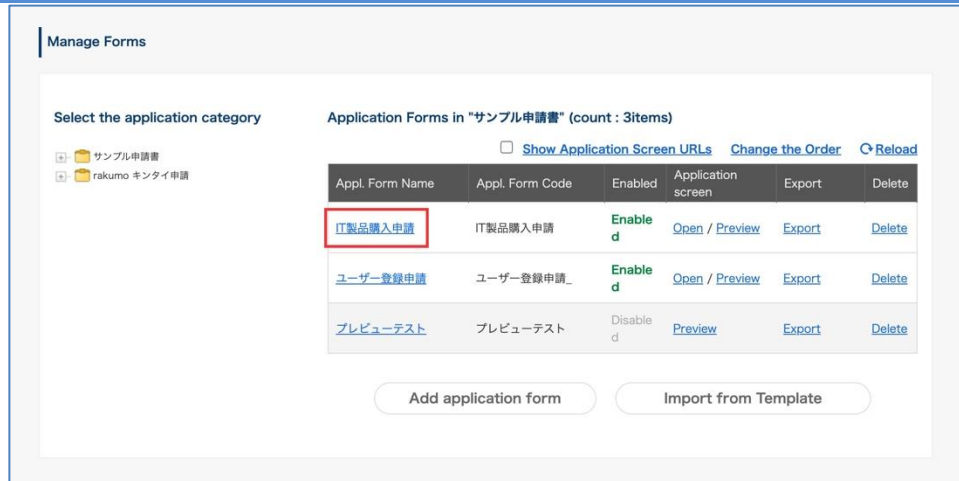 Manage Forms
Select the application category
サンプル申請書
rakumo キンタイ申請
Application Forms in "サンプル申請書" (count : 3items)
Show Application Screen URLs Change the Order Reload
Appl. Form Name Appl. Form Code Enabled Application screen Export Delete
IT製品購入申請 IT製品購入申請 Enabled Open / Preview Export Delete
ユーザー登録申請 ユーザー登録申請_ Enabled Open / Preview Export Delete
プレビューテスト プレビューテスト Disabled Preview Export Delete
Add application form Import from Template